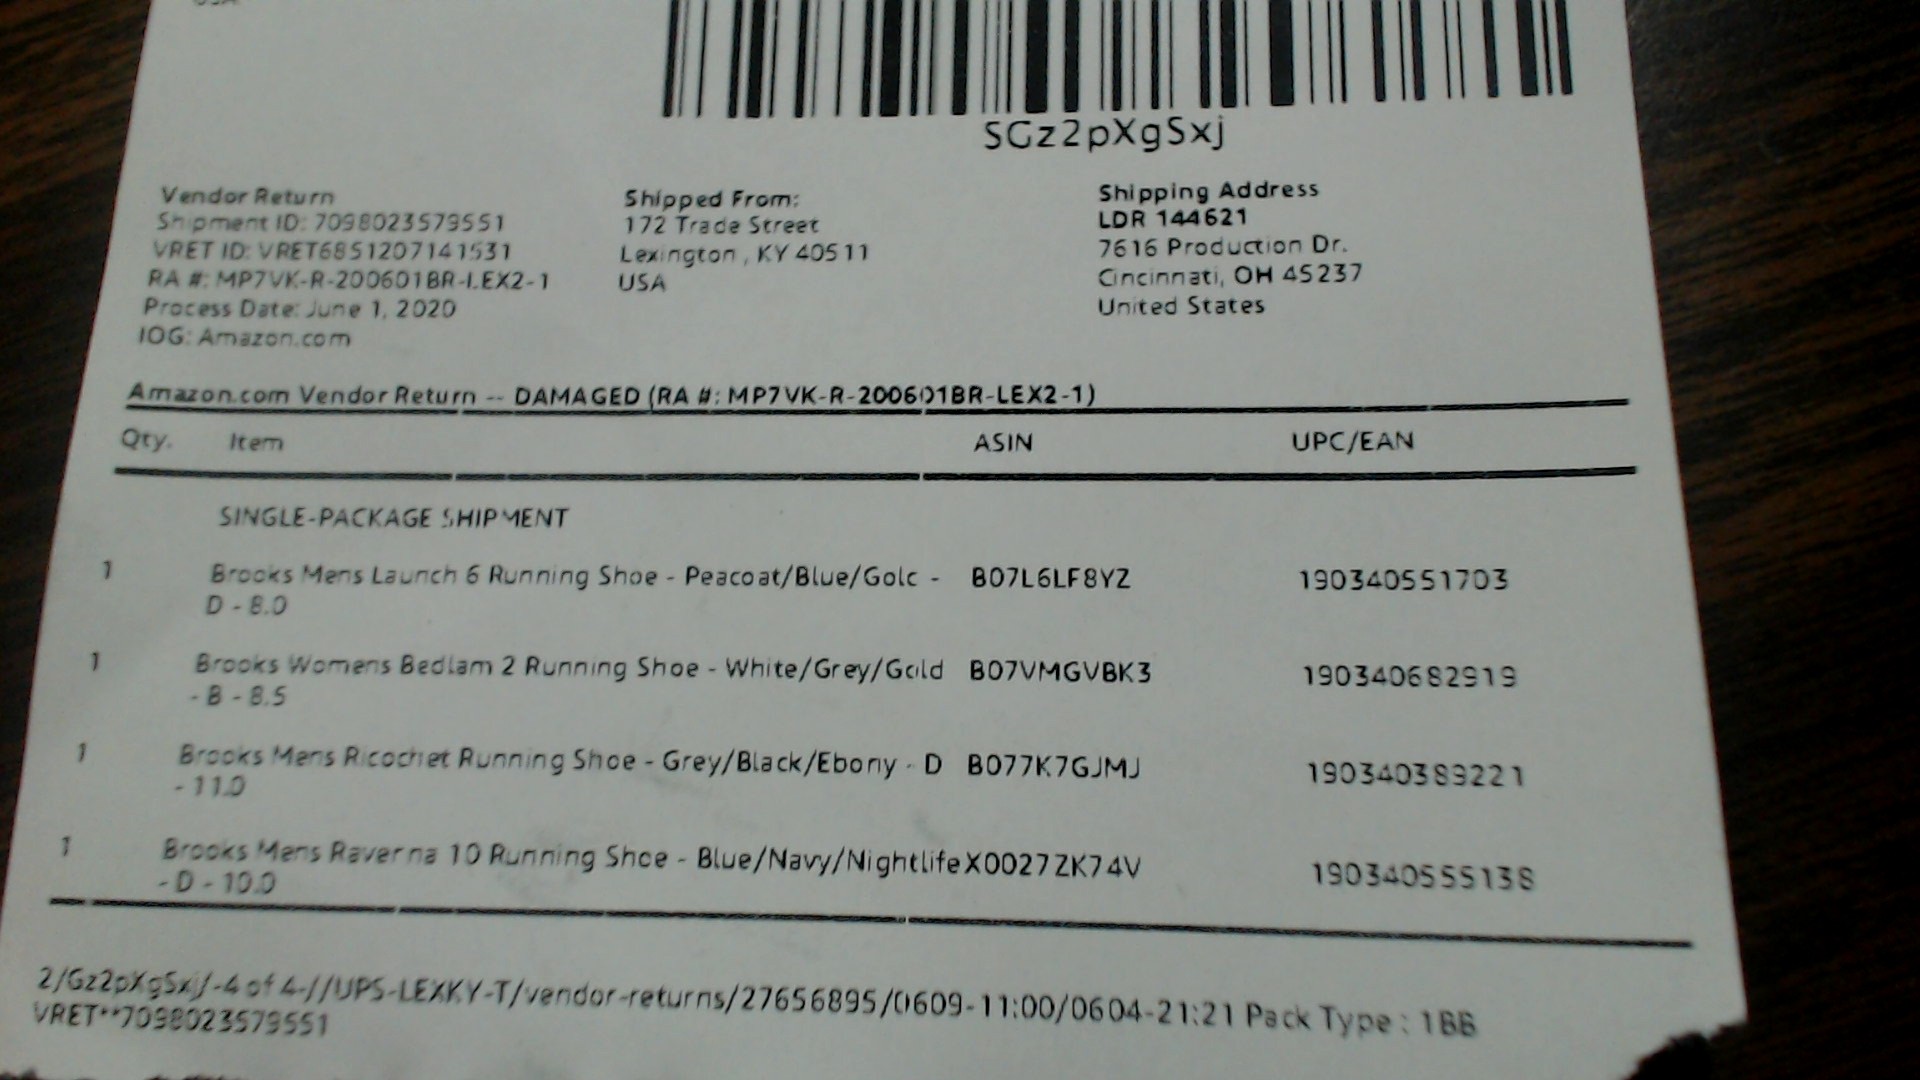 SGz2pXgSxj
Vendor Return
Shipment ID: 7098023579551
VRET ID: VRET6851207141531
RA #: MP7VK-R-200601BR-LEX2-1
Process Date: June 1, 2020
IOG: Amazon.com
Shipped From:
172 Trade Street
Lexington , KY 40511
USA
Shipping Address
LDR 144621
7616 Production Dr.
Cincinnati, OH 45237
United States
Amazon.com Vendor Return -- DAMAGED (RA #: MP7VK-R-200601BR-LEX2-1)
Qty. Item ASIN UPC/EAN
SINGLE-PACKAGE SHIPMENT
1 Brooks Mens Launch 6 Running Shoe - Peacoat/Blue/Gold - B07L6LF8YZ 190340551703
D - 8.0
1 Brooks Womens Bedlam 2 Running Shoe - White/Grey/Gold B07VMGVBK3 190340682919
- B - 8.5
1 Brooks Mens Ricochet Running Shoe - Grey/Black/Ebony - D B077K7GJMJ 190340389221
- 11.0
1 Brooks Mens Ravenna 10 Running Shoe - Blue/Navy/Nightlife X0027ZK74V 190340555138
- D - 10.0
2/Gz2pXgSxj/-4 of 4-//UPS-LEXKY-T/vendor-returns/27656895/0609-11:00/0604-21:21 Pack Type : 1BB
VRET**7098023579551